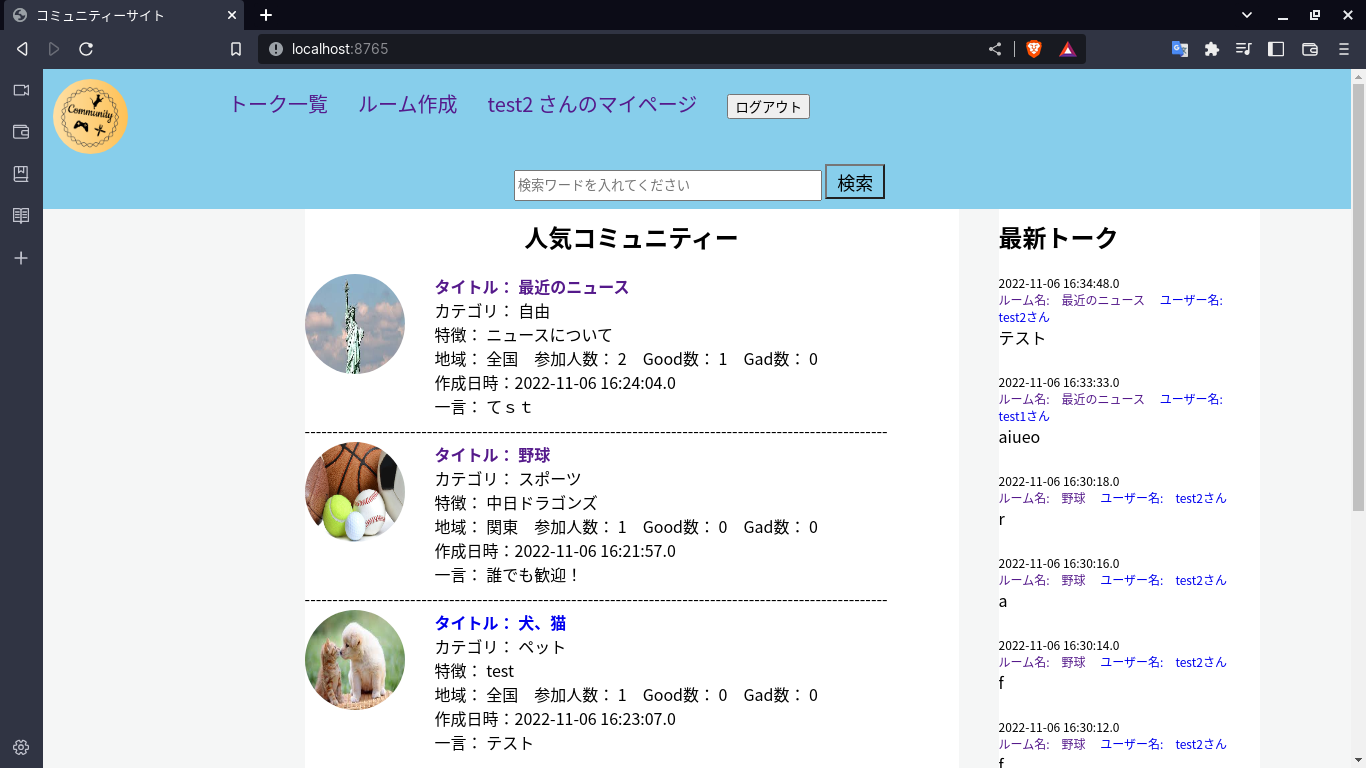 コミュニティーサイト
localhost:8765
Community
トーク一覧 ルーム作成 test2 さんのマイページ ログアウト
検索ワードを入れてください 検索
人気コミュニティー
タイトル： 最近のニュース
カテゴリ： 自由
特徴： ニュースについて
地域： 全国　参加人数： 2　Good数： 1　Gad数： 0
作成日時：2022-11-06 16:24:04.0
一言： てｓｔ
--------------------------------------------------------------------------------------------------------------------
タイトル： 野球
カテゴリ： スポーツ
特徴： 中日ドラゴンズ
地域： 関東　参加人数： 1　Good数： 0　Gad数： 0
作成日時：2022-11-06 16:21:57.0
一言： 誰でも歓迎！
--------------------------------------------------------------------------------------------------------------------
タイトル： 犬、猫
カテゴリ： ペット
特徴： test
地域： 全国　参加人数： 1　Good数： 0　Gad数： 0
作成日時：2022-11-06 16:23:07.0
一言： テスト
最新トーク
2022-11-06 16:34:48.0
ルーム名:　最近のニュース　ユーザー名:
test2さん
テスト
2022-11-06 16:33:33.0
ルーム名:　最近のニュース　ユーザー名:
test1さん
aiueo
2022-11-06 16:30:18.0
ルーム名:　野球　ユーザー名:　test2さん
r
2022-11-06 16:30:16.0
ルーム名:　野球　ユーザー名:　test2さん
a
2022-11-06 16:30:14.0
ルーム名:　野球　ユーザー名:　test2さん
f
2022-11-06 16:30:12.0
ルーム名:　野球　ユーザー名:　test2さん
f